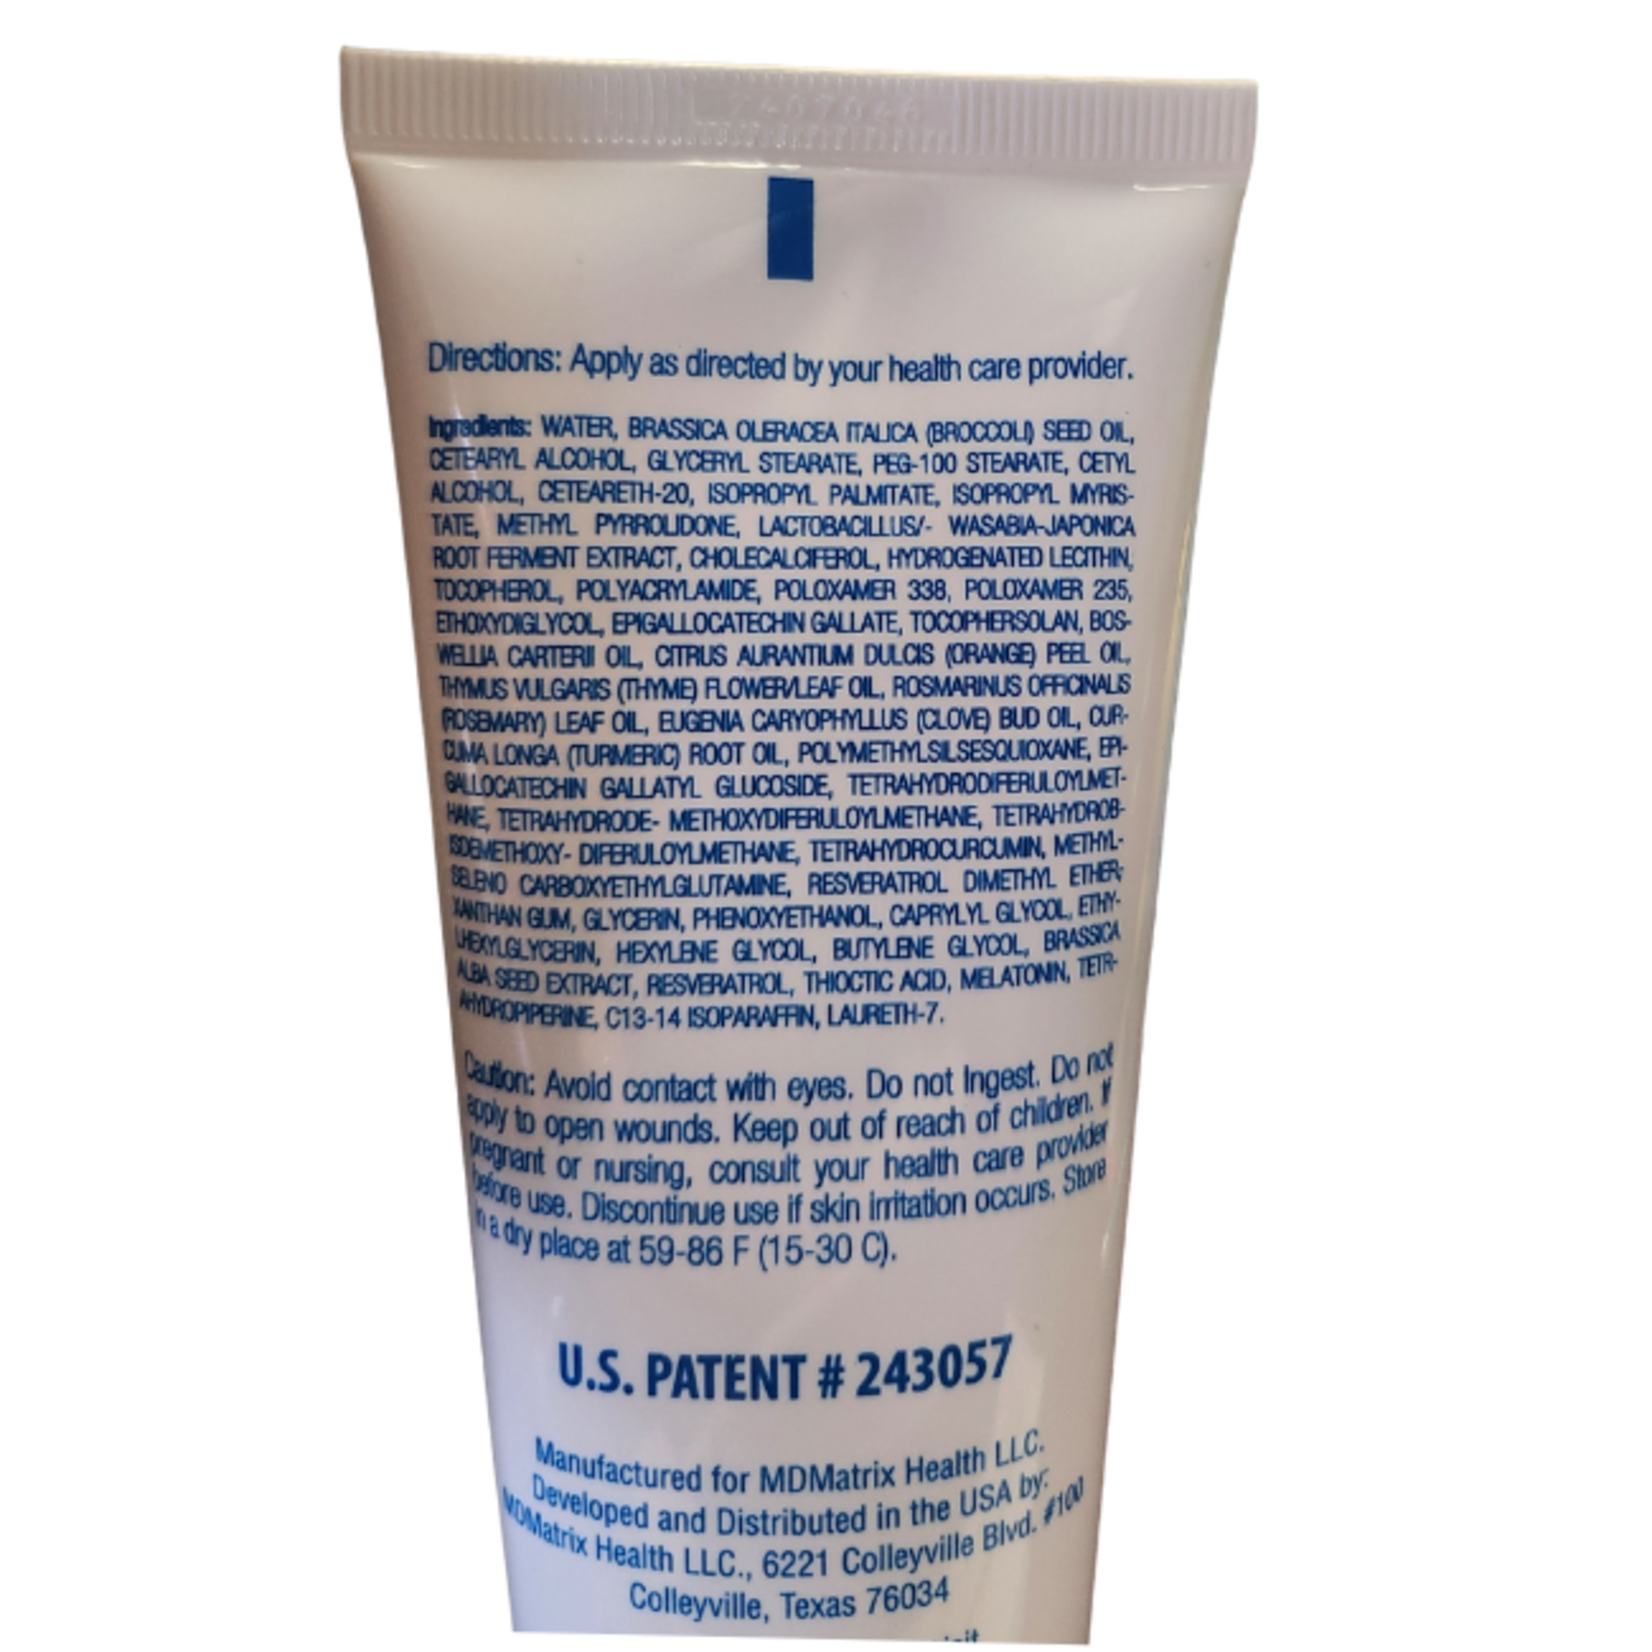 Directions: Apply as directed by your health care provider.
Ingredients: WATER, BRASSICA OLERACEA ITALICA (BROCCOLI) SEED OIL,
CETEARYL ALCOHOL, GLYCERYL STEARATE, PEG-100 STEARATE, CETYL
ALCOHOL, CETEARETH-20, ISOPROPYL PALMITATE, ISOPROPYL MYRIS-
TATE, METHYL PYRROLIDONE, LACTOBACILLUS/- WASABIA-JAPONICA
ROOT FERMENT EXTRACT, CHOLECALCIFEROL, HYDROGENATED LECITHIN,
TOCOPHEROL, POLYACRYLAMIDE, POLOXAMER 338, POLOXAMER 235,
ETHOXYDIGLYCOL, EPIGALLOCATECHIN GALLATE, TOCOPHERSOLAN, BOS-
WELLIA CARTERII OIL, CITRUS AURANTIUM DULCIS (ORANGE) PEEL OIL,
THYMUS VULGARIS (THYME) FLOWER/LEAF OIL, ROSMARINUS OFFICINALIS
(ROSEMARY) LEAF OIL, EUGENIA CARYOPHYLLUS (CLOVE) BUD OIL, CUR-
CUMA LONGA (TURMERIC) ROOT OIL, POLYMETHYLSILSESQUIOXANE, EPI-
GALLOCATECHIN GALLATYL GLUCOSIDE, TETRAHYDRODIFERULOYLMET-
HANE, TETRAHYDRODE- METHOXYDIFERULOYLMETHANE, TETRAHYDROB-
ISDEMETHOXY- DIFERULOYLMETHANE, TETRAHYDROCURCUMIN, METHYL-
SELENO CARBOXYETHYLGLUTAMINE, RESVERATROL DIMETHYL ETHER,
XANTHAN GUM, GLYCERIN, PHENOXYETHANOL, CAPRYLYL GLYCOL, ETHY-
LHEXYLGLYCERIN, HEXYLENE GLYCOL, BUTYLENE GLYCOL, BRASSICA
ALBA SEED EXTRACT, RESVERATROL, THIOCTIC ACID, MELATONIN, TETR-
AHYDROPIPERINE, C13-14 ISOPARAFFIN, LAURETH-7.
Caution: Avoid contact with eyes. Do not Ingest. Do not
apply to open wounds. Keep out of reach of children. If
pregnant or nursing, consult your health care provider
before use. Discontinue use if skin irritation occurs. Store
in a dry place at 59-86 F (15-30 C).
U.S. PATENT # 243057
Manufactured for MDMatrix Health LLC.
Developed and Distributed in the USA by:
MDMatrix Health LLC., 6221 Colleyville Blvd. #100
Colleyville, Texas 76034